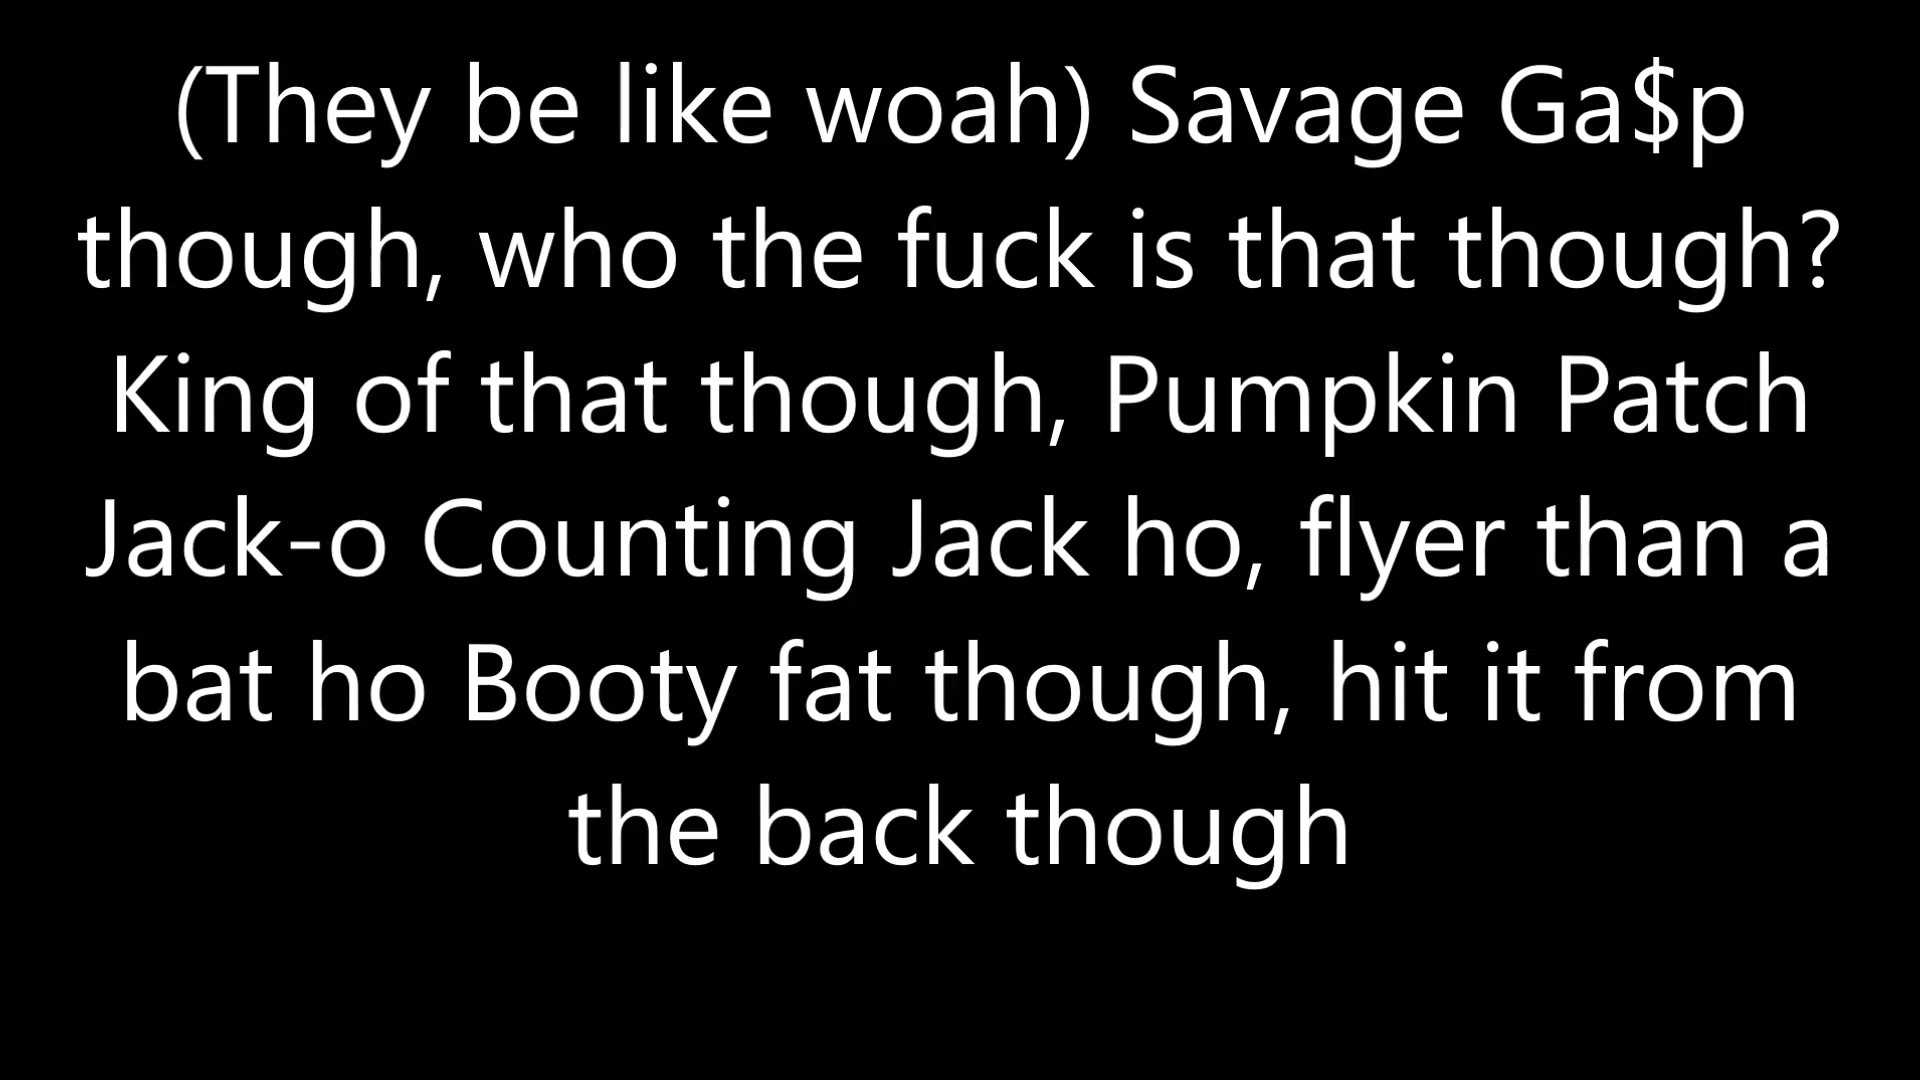 (They be like woah) Savage Ga$p
though, who the fuck is that though?
King of that though, Pumpkin Patch
Jack-o Counting Jack ho, flyer than a
bat ho Booty fat though, hit it from
the back though